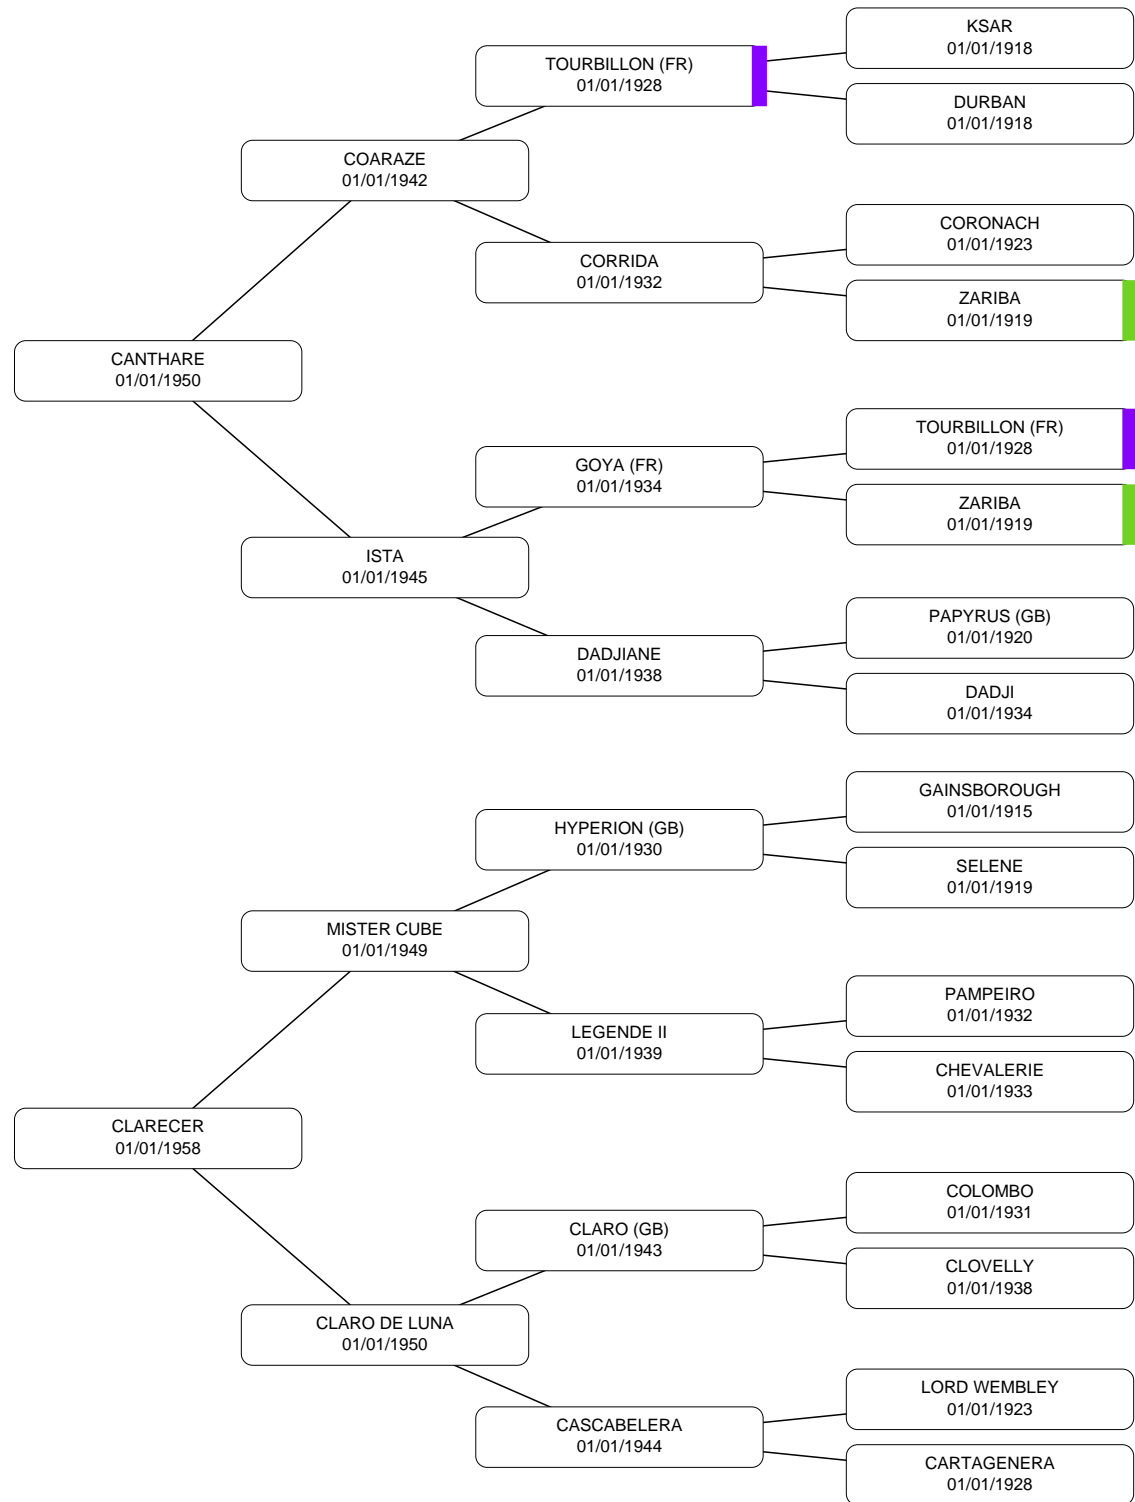 KSAR
01/01/1918
TOURBILLON (FR)
01/01/1928
DURBAN
01/01/1918
COARAZE
01/01/1942
CORONACH
01/01/1923
CORRIDA
01/01/1932
ZARIBA
01/01/1919
CANTHARE
01/01/1950
TOURBILLON (FR)
01/01/1928
GOYA (FR)
01/01/1934
ZARIBA
01/01/1919
ISTA
01/01/1945
PAPYRUS (GB)
01/01/1920
DADJIANE
01/01/1938
DADJI
01/01/1934
GAINSBOROUGH
01/01/1915
HYPERION (GB)
01/01/1930
SELENE
01/01/1919
MISTER CUBE
01/01/1949
PAMPEIRO
01/01/1932
LEGENDE II
01/01/1939
CHEVALERIE
01/01/1933
CLARECER
01/01/1958
COLOMBO
01/01/1931
CLARO (GB)
01/01/1943
CLOVELLY
01/01/1938
CLARO DE LUNA
01/01/1950
LORD WEMBLEY
01/01/1923
CASCABELERA
01/01/1944
CARTAGENERA
01/01/1928